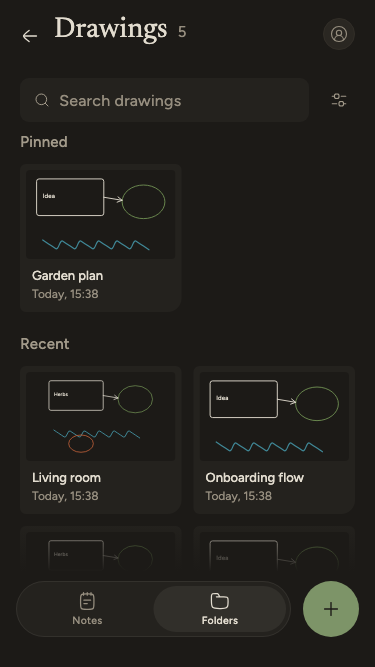 Drawings 5
Search drawings
Pinned
Idea
Garden plan
Today, 15:38
Recent
Herbs
Living room
Today, 15:38
Idea
Onboarding flow
Today, 15:38
Herbs
Idea
Notes
Folders